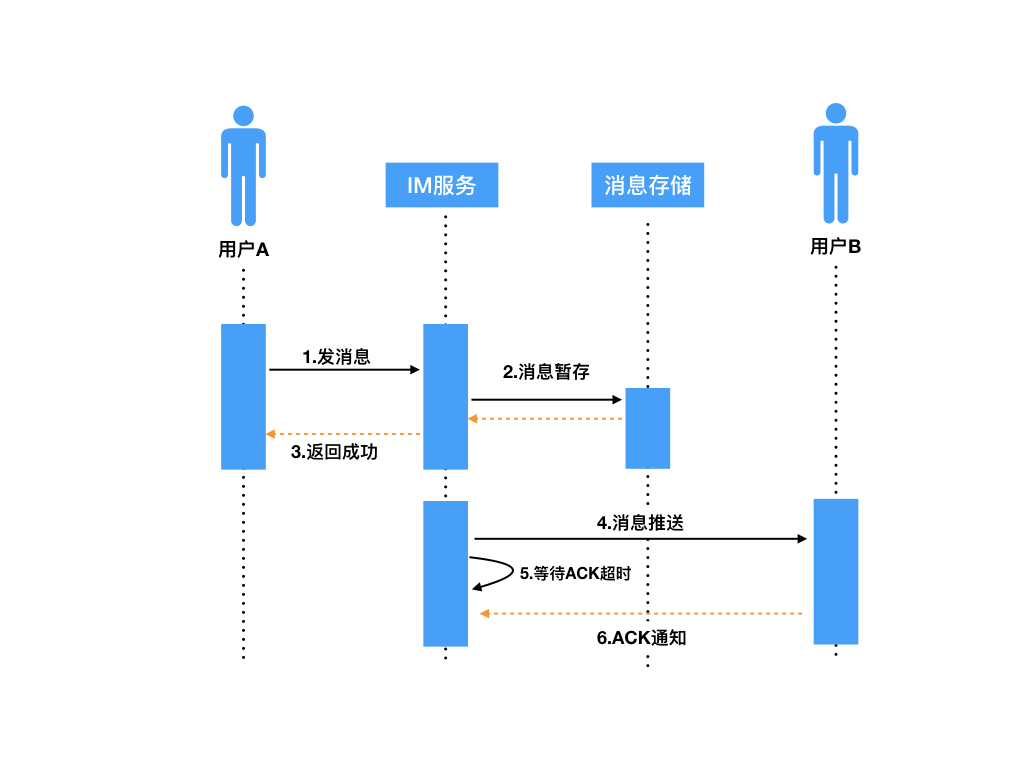 IM服务
消息存储
用户A
用户B
1.发消息
2.消息暂存
3.返回成功
4.消息推送
5.等待ACK超时
6.ACK通知